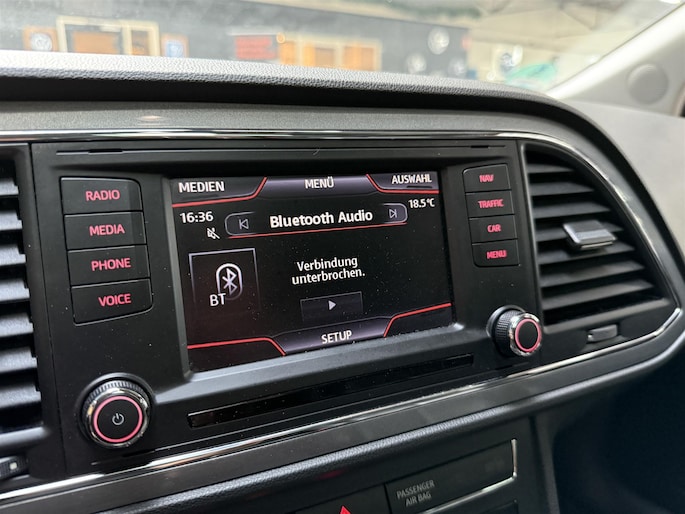 RADIO
MEDIA
PHONE
VOICE
MEDIEN
MENÜ
AUSWAHL
16:36
Bluetooth Audio
18.5°C
Verbindung
unterbrochen.
BT
SETUP
NAV
TRAFFIC
CAR
MENU
PASSENGER
AIR BAG